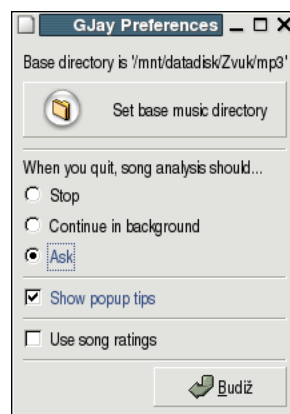 GJay Preferences
Base directory is '/mnt/datadisk/Zvuk/mp3'
Set base music directory
When you quit, song analysis should...
Stop
Continue in background
Ask
Show popup tips
Use song ratings
Budiž